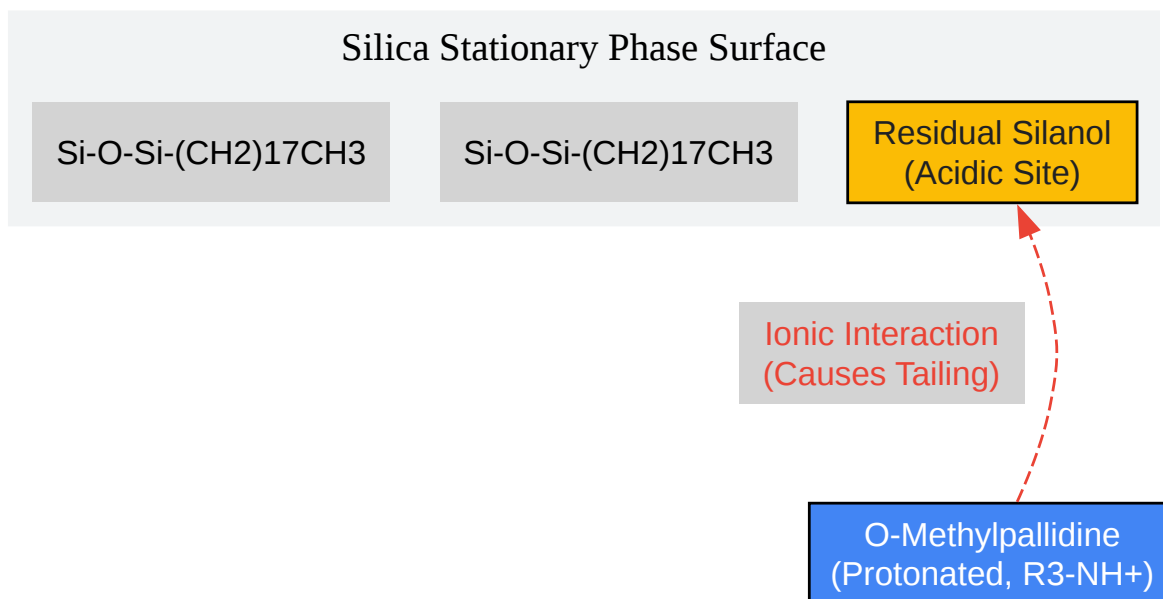 Silica Stationary Phase Surface
Si-O-Si-(CH2)17CH3
Si-O-Si-(CH2)17CH3
Residual Silanol
(Acidic Site)
Ionic Interaction
(Causes Tailing)
O-Methylpallidine
(Protonated, R3-NH+)